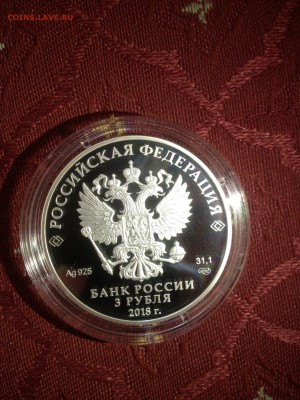 COINS.LAVE.RU
РОССИЙСКАЯ ФЕДЕРАЦИЯ
Ag 925
31,1
БАНК РОССИИ
3 РУБЛЯ
2018 г.